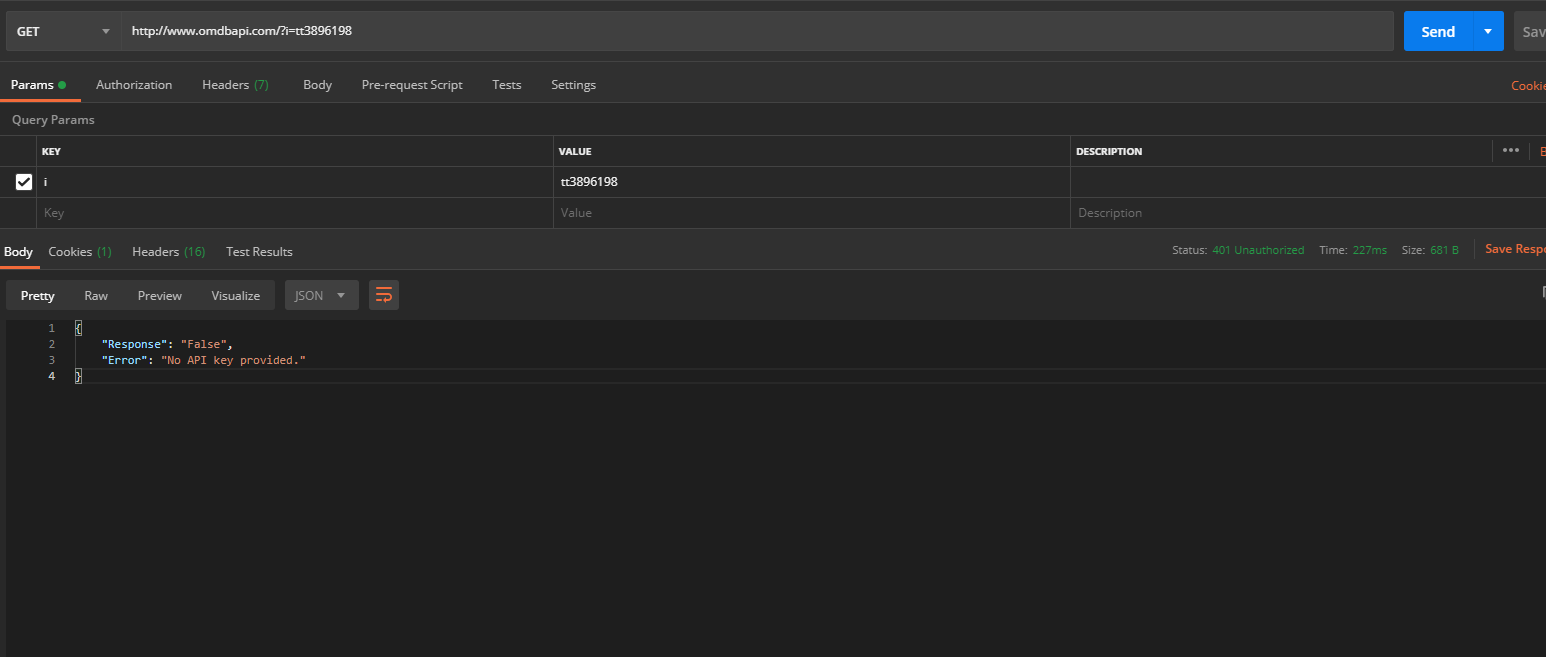 GET http://www.omdbapi.com/?i=tt3896198 Send Sav
Params Authorization Headers (7) Body Pre-request Script Tests Settings Cookie
Query Params
KEY VALUE DESCRIPTION ••• B
i tt3896198
Key Value Description
Body Cookies (1) Headers (16) Test Results Status: 401 Unauthorized Time: 227ms Size: 681 B Save Respo
Pretty Raw Preview Visualize JSON
1 {
2 "Response": "False",
3 "Error": "No API key provided."
4 }